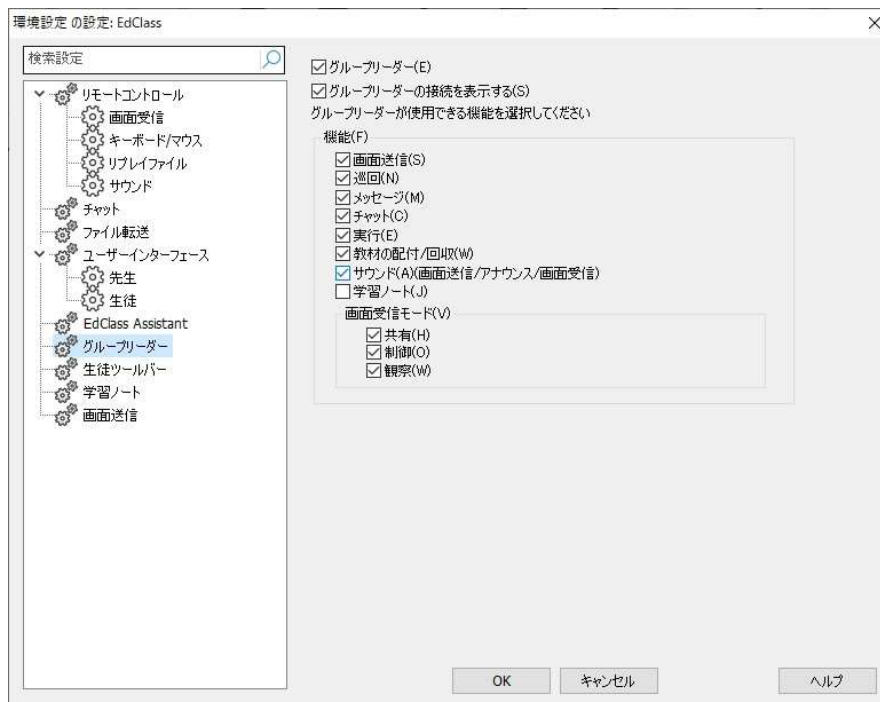 環境設定 の設定: EdClass
検索設定
リモートコントロール
画面受信
キーボード/マウス
リプレイファイル
サウンド
チャット
ファイル転送
ユーザーインターフェース
先生
生徒
EdClass Assistant
グループリーダー
生徒ツールバー
学習ノート
画面送信
グループリーダー(E)
グループリーダーの接続を表示する(S)
グループリーダーが使用できる機能を選択してください
機能(F)
画面送信(S)
巡回(N)
メッセージ(M)
チャット(C)
実行(E)
教材の配付/回収(W)
サウンド(A)(画面送信/アナウンス/画面受信)
学習ノート(J)
画面受信モード(V)
共有(H)
制御(O)
観察(W)
OK
キャンセル
ヘルプ